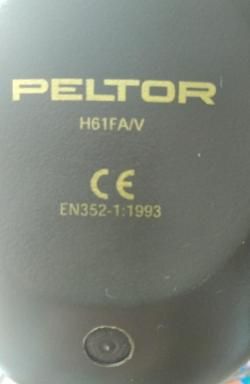 PELTOR
H61FA/V
CE
EN352-1:1993